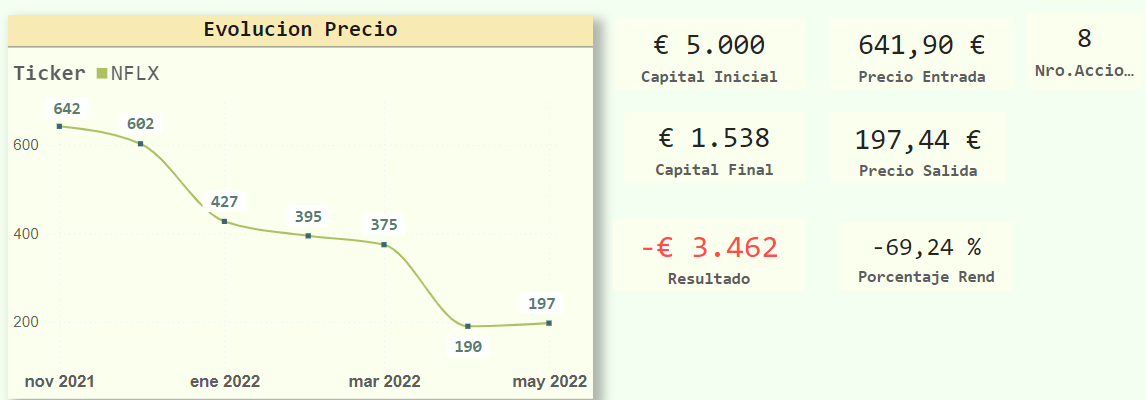 Evolucion Precio
Ticker NFLX
642
602
427
395
375
190
197
600
400
200
nov 2021
ene 2022
mar 2022
may 2022
€ 5.000
Capital Inicial
641,90 €
Precio Entrada
8
Nro.Accio…
€ 1.538
Capital Final
197,44 €
Precio Salida
-€ 3.462
Resultado
-69,24 %
Porcentaje Rend